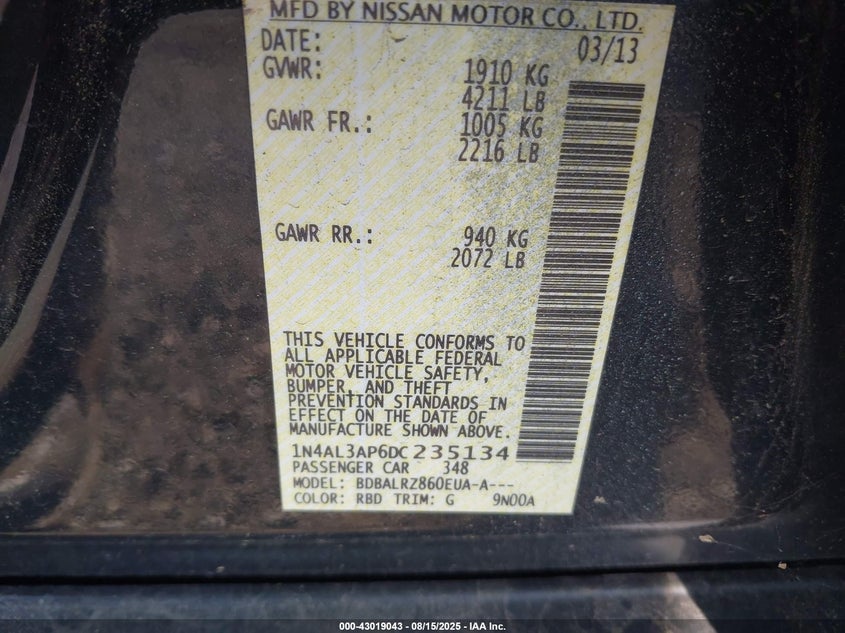 MFD BY NISSAN MOTOR CO., LTD.
DATE: 03/13
GVWR: 1910 KG
4211 LB
GAWR FR.: 1005 KG
2216 LB
GAWR RR.: 940 KG
2072 LB
THIS VEHICLE CONFORMS TO
ALL APPLICABLE FEDERAL
MOTOR VEHICLE SAFETY,
BUMPER, AND THEFT
PREVENTION STANDARDS IN
EFFECT ON THE DATE OF
MANUFACTURE SHOWN ABOVE.
1N4AL3AP6DC235134
PASSENGER CAR 348
MODEL: BDBALRZ860EUA-A---
COLOR: RBD TRIM: G 9N00A
000-43019043 - 08/15/2025 - IAA Inc.